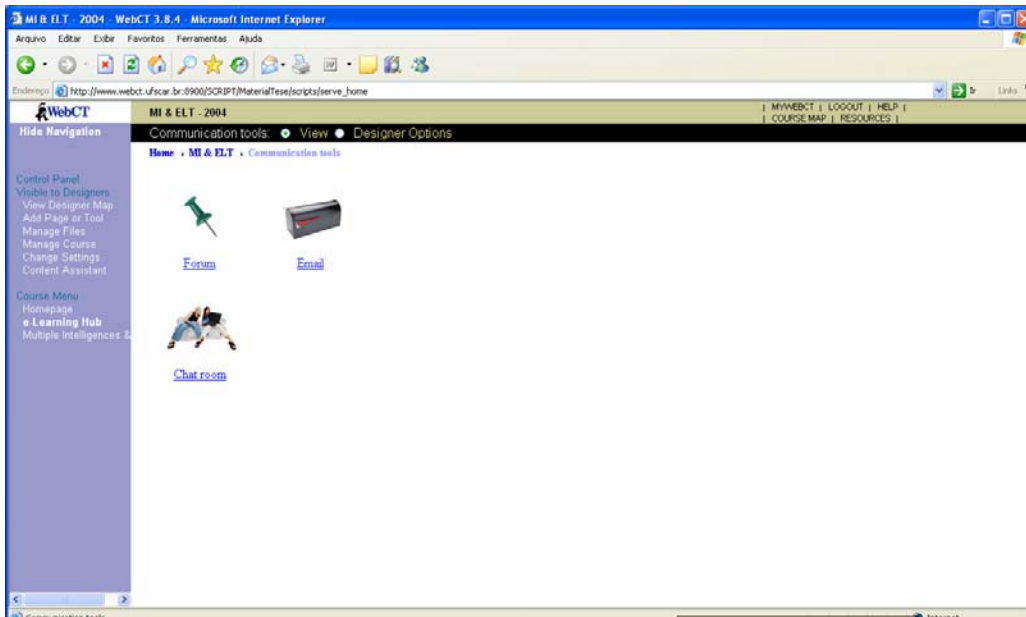 MI & ELT - 2004 - WebCT 3.8.4 - Microsoft Internet Explorer
Arquivo Editar Exibir Favoritos Ferramentas Ajuda
Endereço http://www.webct.ufscar.br:8900/SCRIPT/MaterialTese/scripts/serve_home Ir Links
WebCT MI & ELT - 2004 | MYWEBCT | LOGOUT | HELP |
| COURSE MAP | RESOURCES |
Hide Navigation Communication tools: View Designer Options
Home MI & ELT Communication tools
Control Panel
Visible to Designers
View Designer Map
Add Page or Tool
Manage Files
Manage Course
Change Settings
Content Assistant
Forum Email
Course Menu
Homepage
e-Learning Hub
Multiple Intelligences &
Chat room
Communication tools Internet